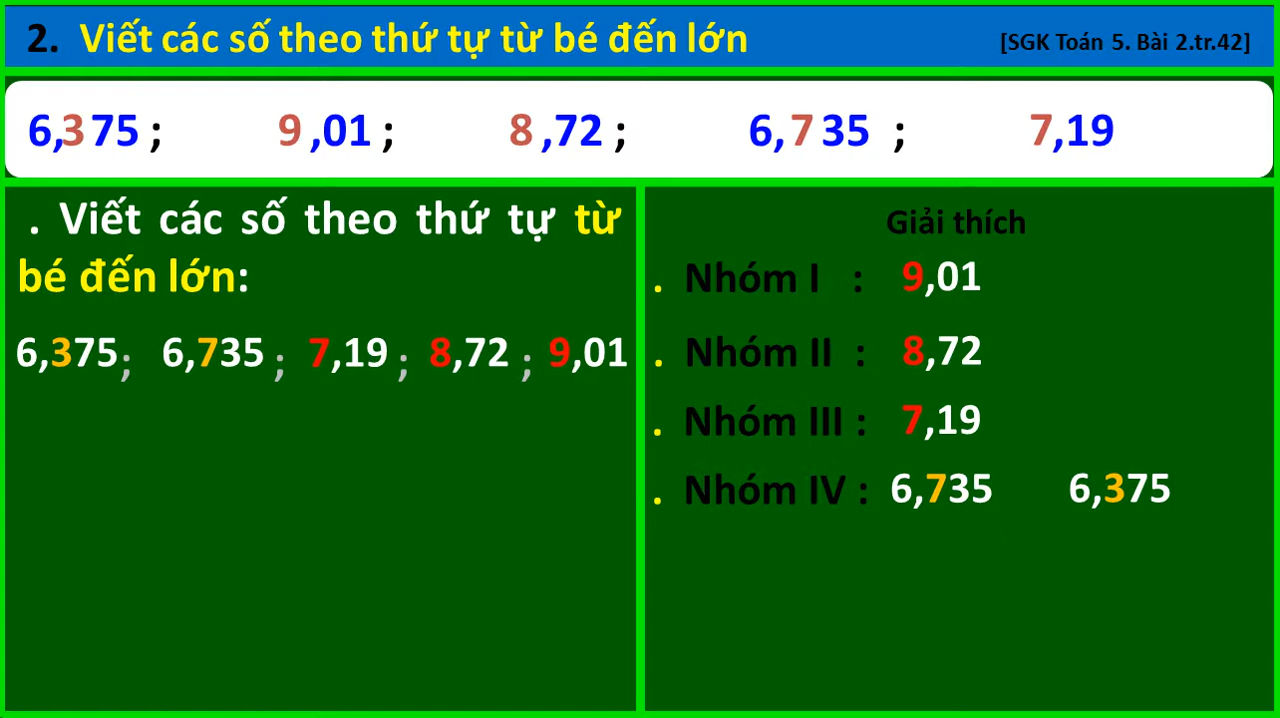 2. Viết các số theo thứ tự từ bé đến lớn [SGK Toán 5. Bài 2.tr.42]
6,375 ; 9,01 ; 8,72 ; 6,735 ; 7,19
. Viết các số theo thứ tự từ
bé đến lớn:
6,375; 6,735 ; 7,19 ; 8,72 ; 9,01
Giải thích
. Nhóm I : 9,01
. Nhóm II : 8,72
. Nhóm III : 7,19
. Nhóm IV : 6,735 6,375